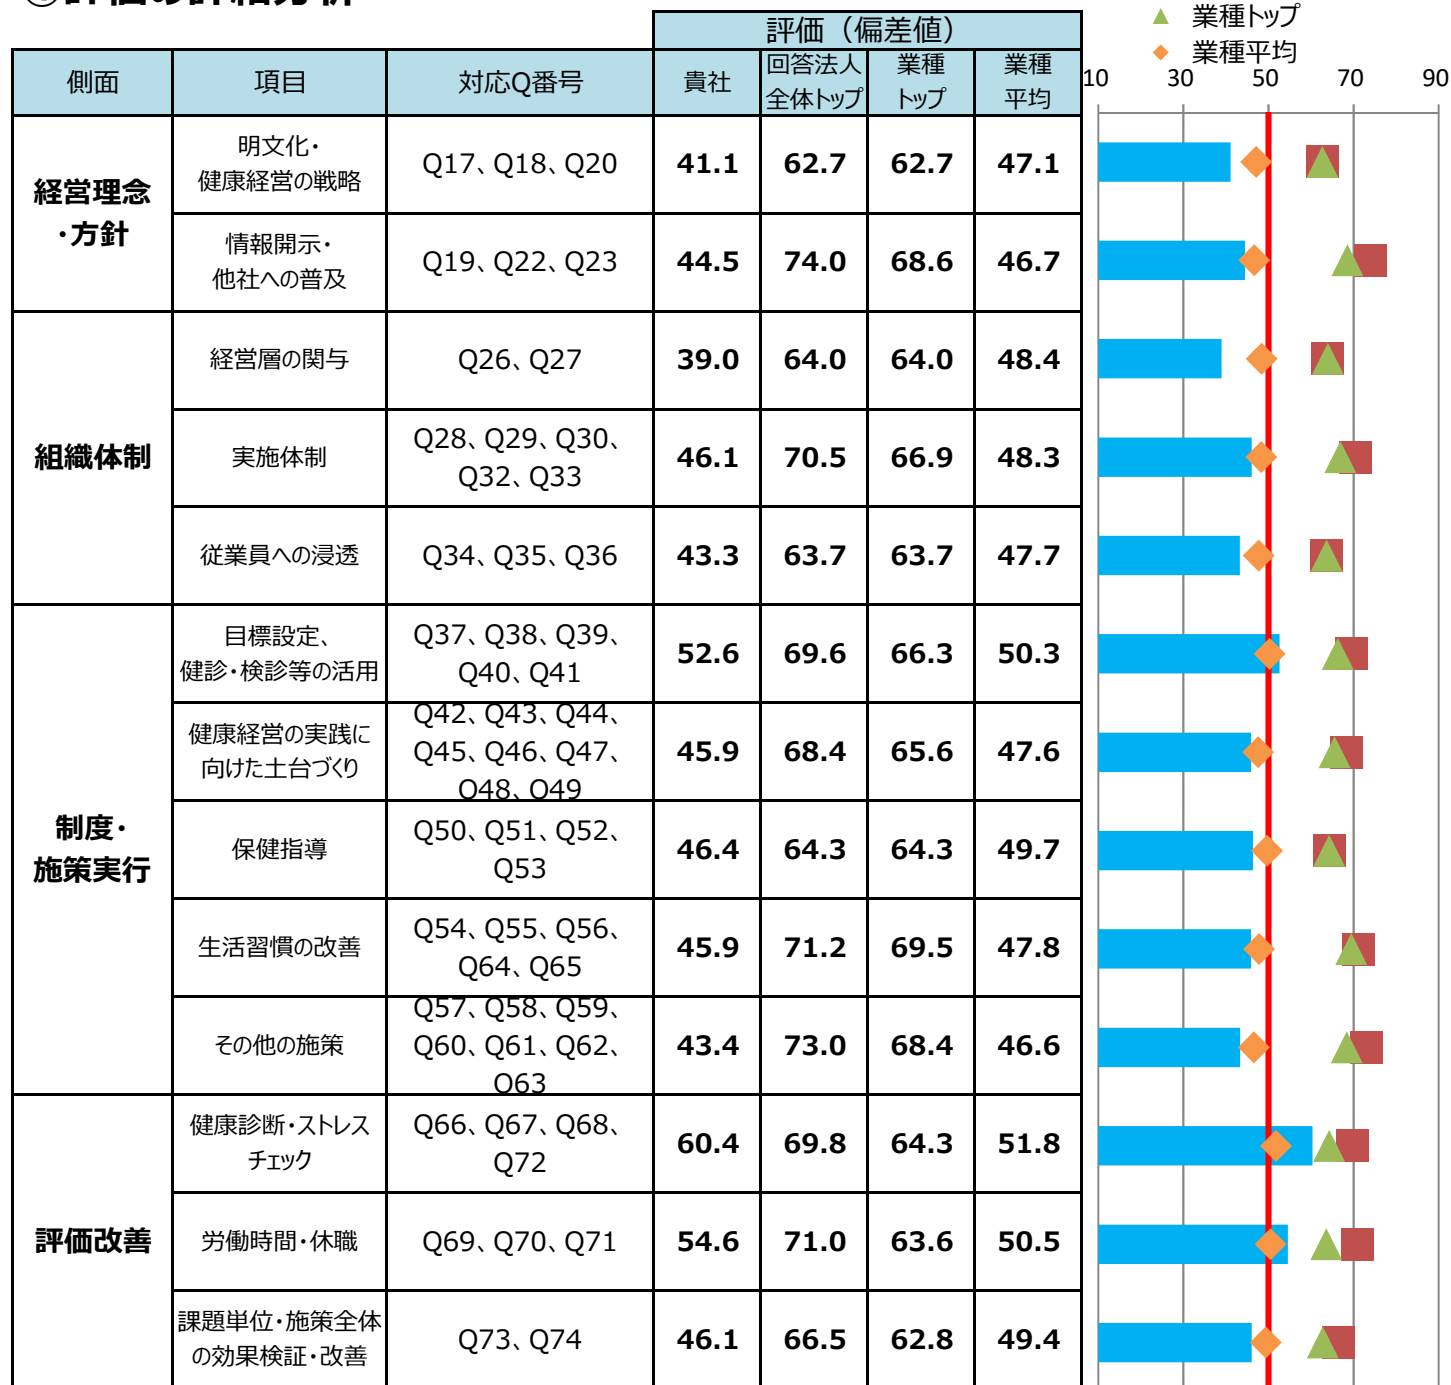 ①評価の詳細分析
▲ 業種トップ
◆ 業種平均
評価（偏差値）
側面 項目 対応Q番号 貴社 回答法人 業種 業種
全体トップ トップ 平均
10 30 50 70 90
経営理念
・方針
明文化・
健康経営の戦略
Q17、Q18、Q20 41.1 62.7 62.7 47.1
情報開示・
他社への普及
Q19、Q22、Q23 44.5 74.0 68.6 46.7
組織体制
経営層の関与 Q26、Q27 39.0 64.0 64.0 48.4
実施体制
Q28、Q29、Q30、
Q32、Q33
46.1 70.5 66.9 48.3
従業員への浸透 Q34、Q35、Q36 43.3 63.7 63.7 47.7
制度・
施策実行
目標設定、
健診・検診等の活用
Q37、Q38、Q39、
Q40、Q41
52.6 69.6 66.3 50.3
健康経営の実践に
向けた土台づくり
Q42、Q43、Q44、
Q45、Q46、Q47、
Q48、Q49
45.9 68.4 65.6 47.6
保健指導
Q50、Q51、Q52、
Q53
46.4 64.3 64.3 49.7
生活習慣の改善
Q54、Q55、Q56、
Q64、Q65
45.9 71.2 69.5 47.8
その他の施策
Q57、Q58、Q59、
Q60、Q61、Q62、
Q63
43.4 73.0 68.4 46.6
評価改善
健康診断・ストレス
チェック
Q66、Q67、Q68、
Q72
60.4 69.8 64.3 51.8
労働時間・休職 Q69、Q70、Q71 54.6 71.0 63.6 50.5
課題単位・施策全体
の効果検証・改善
Q73、Q74 46.1 66.5 62.8 49.4